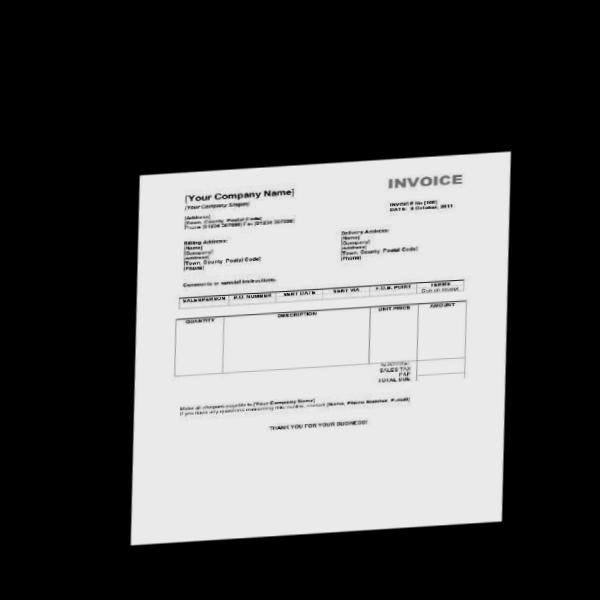 INVOICE
[Your Company Name]
[Your Company Slogan]
INVOICE No [100]
DATE: 5 October, 2011
[Address]
[Town, County Postal Code]
Phone [01234 567890] Fax [01234 567890]
Billing Address:
[Name]
[Company]
[Address]
[Town, County Postal Code]
[Phone]
Delivery Address:
[Name]
[Company]
[Address]
[Town, County Postal Code]
[Phone]
Comments or special instructions:
SALESPERSON P.O. NUMBER SENT DATE SENT VIA F.O.B. POINT TERMS
Due on receipt
QUANTITY DESCRIPTION UNIT PRICE AMOUNT
SUBTOTAL
SALES TAX
P&P
TOTAL DUE
Make all cheques payable to [Your Company Name]
If you have any questions concerning this invoice, contact [Name, Phone Number, E-mail]
THANK YOU FOR YOUR BUSINESS!